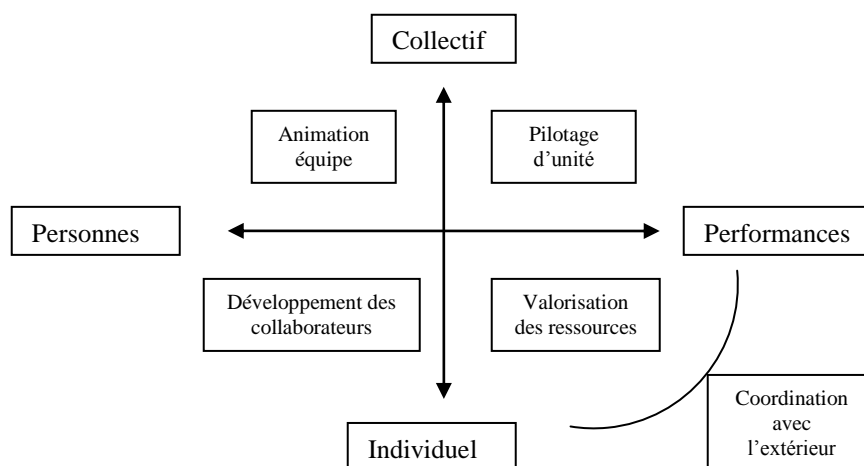 Collectif
Animation
équipe
Pilotage
d’unité
Personnes
Performances
Développement des
collaborateurs
Valorisation
des ressources
Individuel
Coordination
avec
l’extérieur